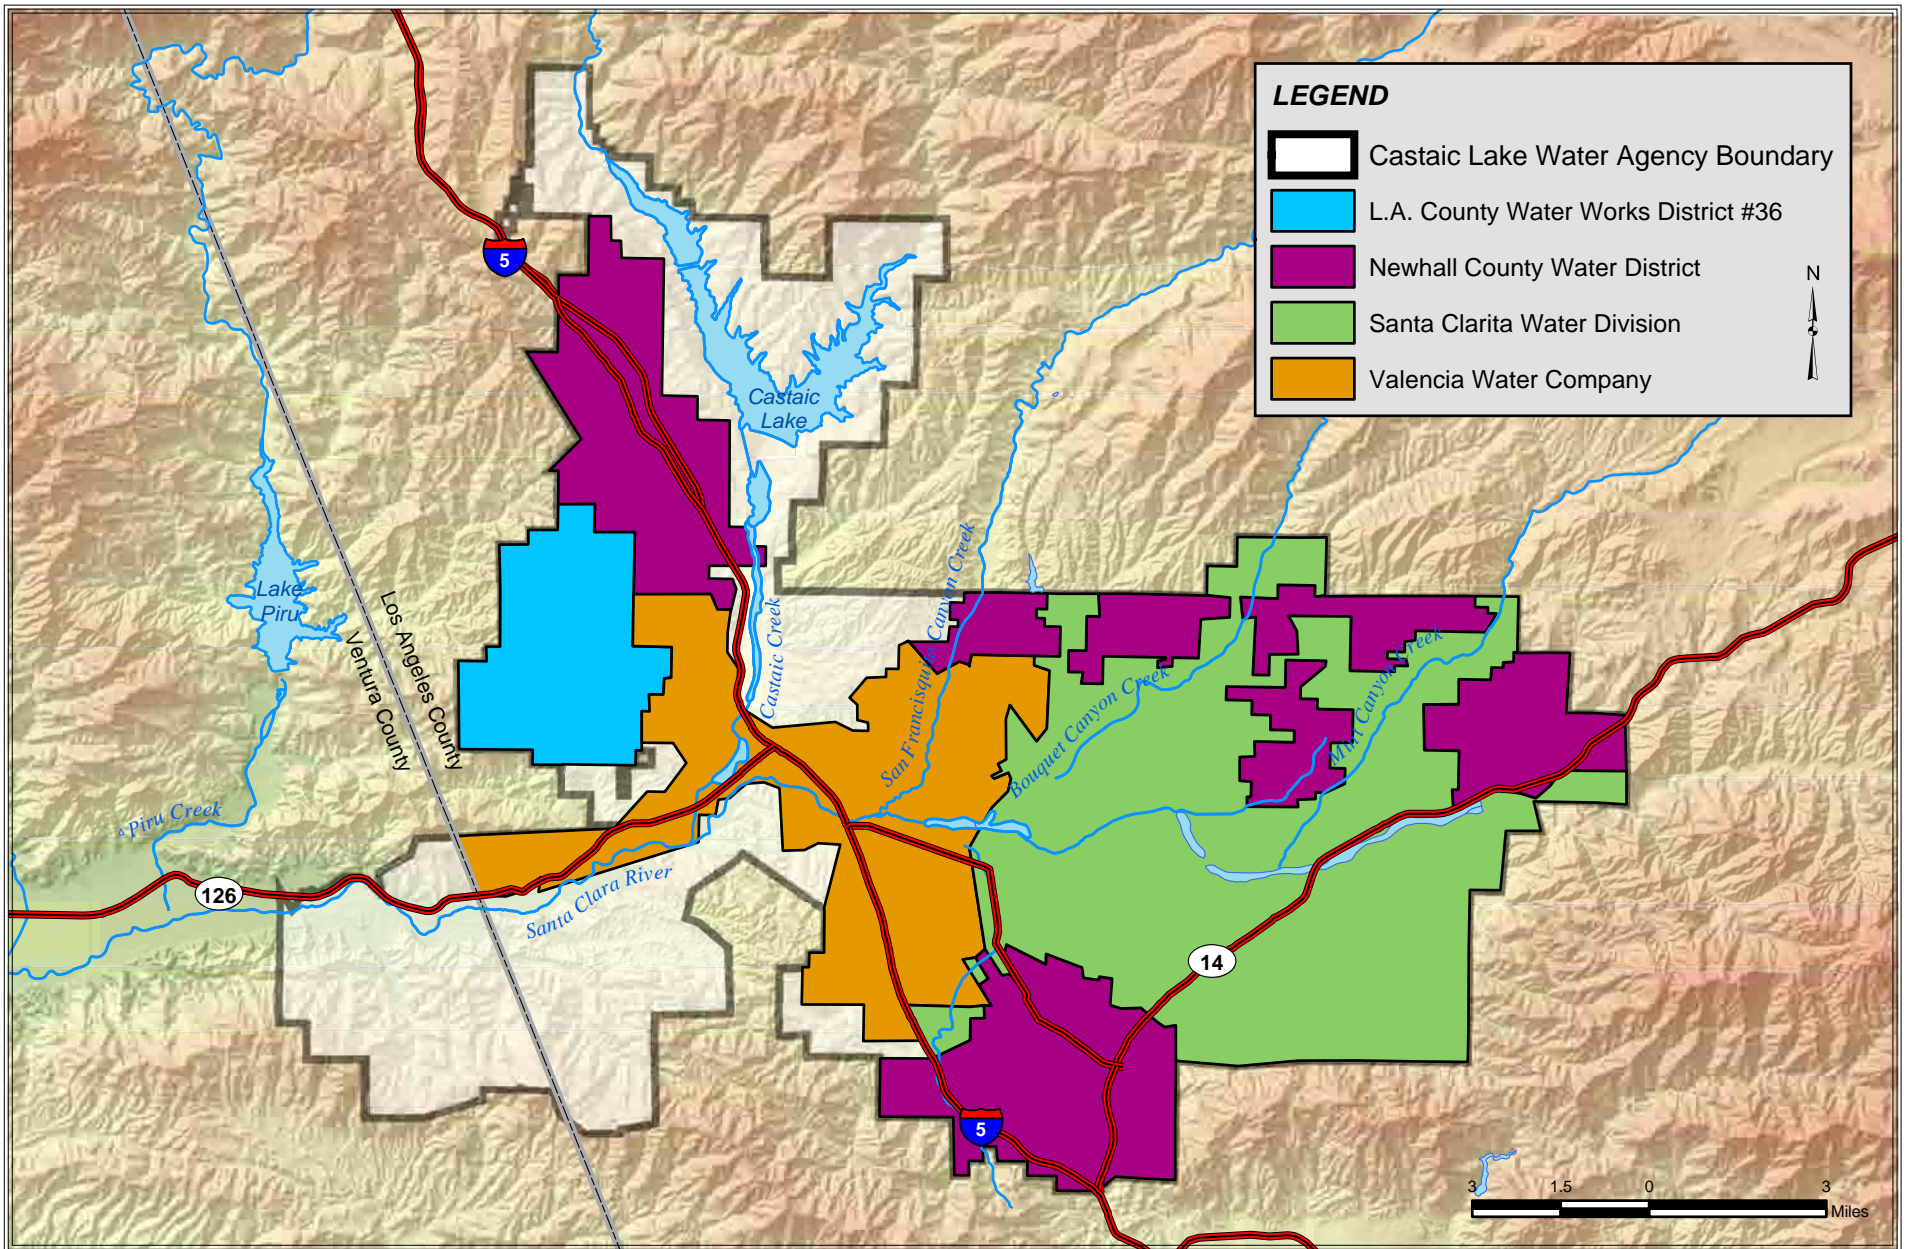 LEGEND
Castaic Lake Water Agency Boundary
L.A. County Water Works District #36
Newhall County Water District
Santa Clarita Water Division
Valencia Water Company
N
5
Castaic
Lake
San Francisquito Canyon Creek
Lake
Piru
Los Angeles County
Ventura County
Castaic Creek
Bouquet Canyon Creek
Mint Canyon Creek
Piru Creek
126
Santa Clara River
14
5
3 1.5 0 3
Miles